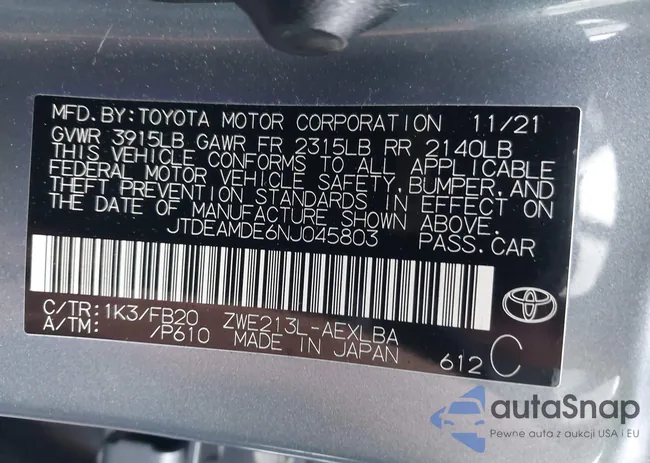 MFD.BY:TOYOTA MOTOR CORPORATION 11/21
GVWR 3915LB GAWR FR 2315LB RR 2140LB
THIS VEHICLE CONFORMS TO ALL APPLICABLE
FEDERAL MOTOR VEHICLE SAFETY,BUMPER,AND
THEFT PREVENTION STANDARDS IN EFFECT ON
THE DATE OF MANUFACTURE SHOWN ABOVE.
JTDEAMDE6NJ045803 PASS.CAR
C/TR:1K3/FB20 ZWE213L-AEXLBA
A/TM: /P610 MADE IN JAPAN 612 C
autaSnap
Pewne auta z aukcji USA i EU